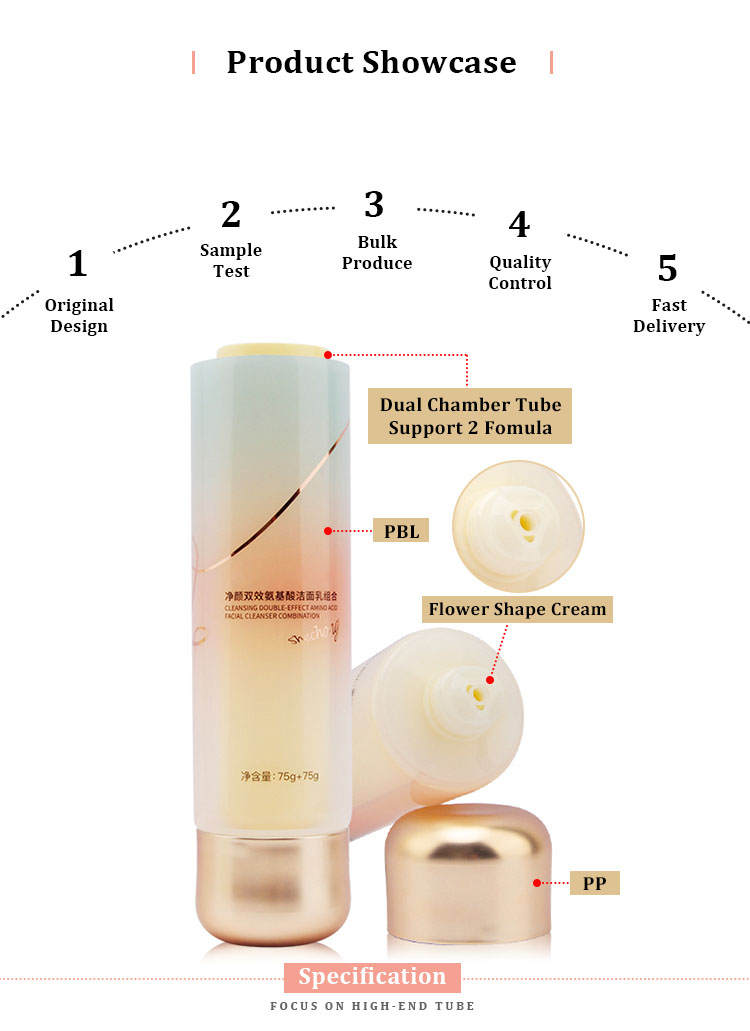 Product Showcase
1
Original
Design
2
Sample
Test
3
Bulk
Produce
4
Quality
Control
5
Fast
Delivery
Dual Chamber Tube
Support 2 Fomula
PBL
净颜双效氨基酸洁面乳组合
CLEANSING DOUBLE-EFFECT AMINO ACID
FACIAL CLEANSER COMBINATION
Flower Shape Cream
净含量：75g+75g
PP
Specification
FOCUS ON HIGH-END TUBE